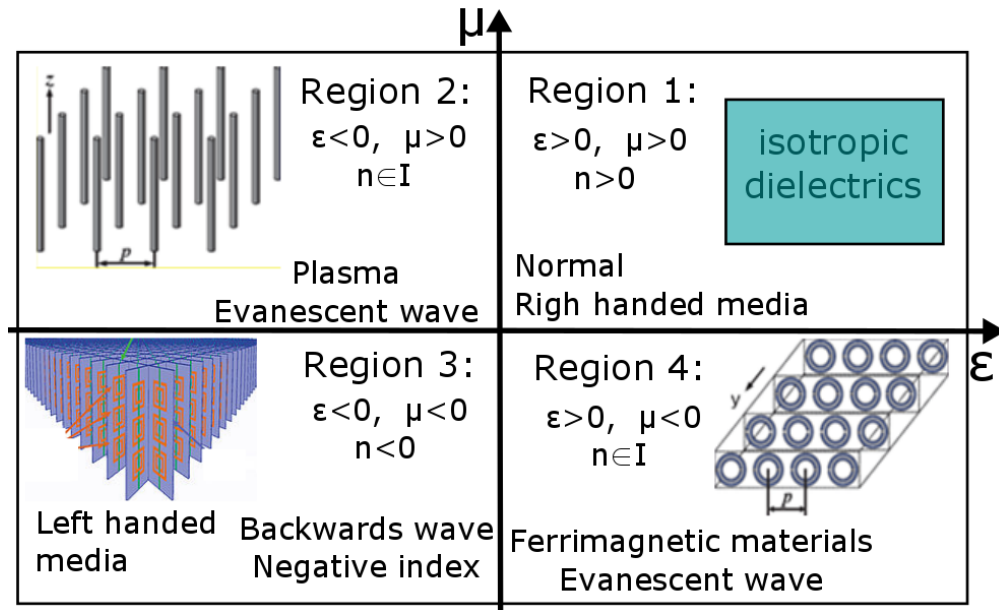 μ
z
p
Region 2:
ε<0, μ>0
n∈I
Plasma
Evanescent wave
Region 1:
ε>0, μ>0
n>0
isotropic
dielectrics
Normal
Righ handed media
ε
Region 3:
ε<0, μ<0
n<0
Left handed
media
Backwards wave
Negative index
Region 4:
ε>0, μ<0
n∈I
y
p
Ferrimagnetic materials
Evanescent wave